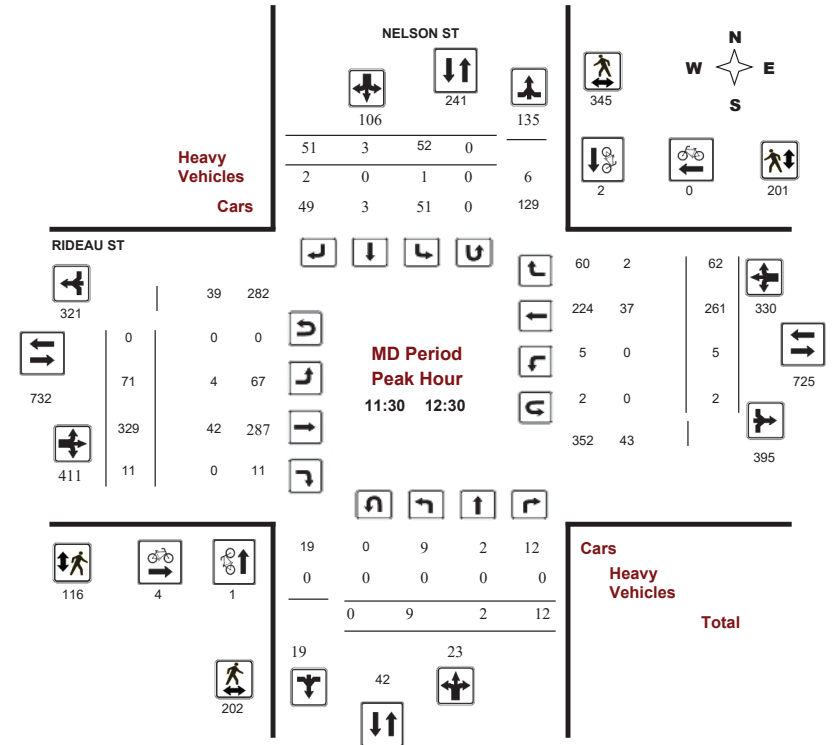 NELSON ST
N
W E
S
241
345
106
135
51 3 52 0
Heavy
Vehicles
2 0 1 0 6
Cars
49 3 51 0 129
2 0 201
RIDEAU ST
321
39 282
0 0 0
71 4 67
732
329 42 287
411
11 0 11
MD Period
Peak Hour
11:30 12:30
60 2 62
224 37 261 330
5 0 5
725
2 0 2
352 43
395
19 0 9 2 12
Cars
0 0 0 0 0
Heavy
Vehicles
0 9 2 12
Total
116 4 1
19 23
42
202